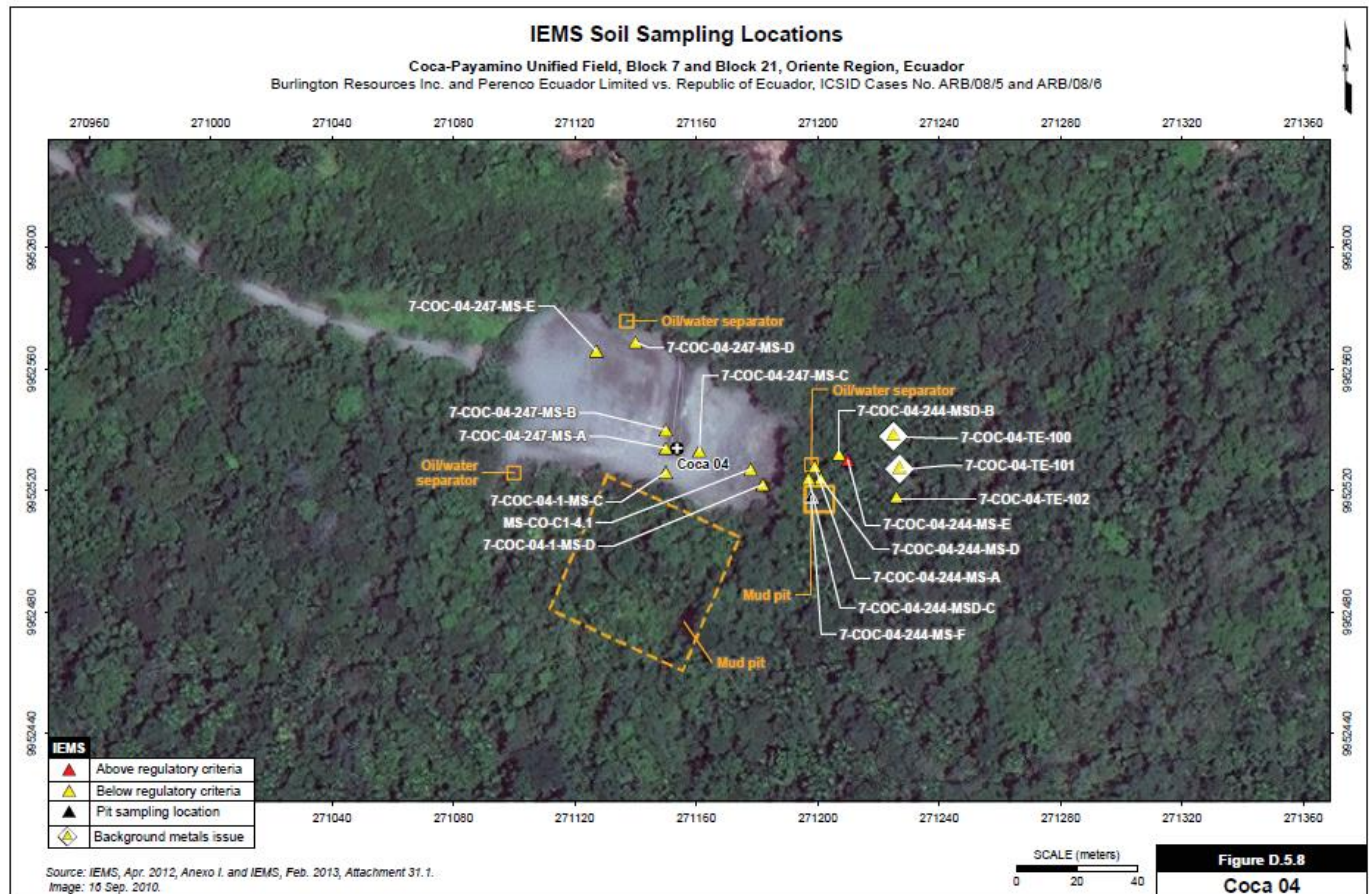 IEMS Soil Sampling Locations
Coca-Payamino Unified Field, Block 7 and Block 21, Oriente Region, Ecuador
Burlington Resources Inc. and Perenco Ecuador Limited vs. Republic of Ecuador, ICSID Cases No. ARB/08/5 and ARB/08/6
270960 271000 271040 271080 271120 271160 271200 271240 271280 271320 271360
9952600 9952600
7-COC-04-247-MS-E
Oil/water separator
7-COC-04-247-MS-D
9952560 9952560
7-COC-04-247-MS-C
Oil/water separator
7-COC-04-247-MS-B
7-COC-04-244-MSD-B
7-COC-04-247-MS-A
7-COC-04-TE-100
Coca 04
7-COC-04-TE-101
Oil/water
separator
9952520 9952520
7-COC-04-1-MS-C
7-COC-04-TE-102
MS-CO-C1-4.1
7-COC-04-244-MS-E
7-COC-04-1-MS-D
7-COC-04-244-MS-D
7-COC-04-244-MS-A
Mud pit
7-COC-04-244-MSD-C
9952480 9952480
7-COC-04-244-MS-F
Mud pit
9952440 9952440
IEMS
Above regulatory criteria
Below regulatory criteria
Pit sampling location
Background metals issue
271040 271080 271120 271160 271200 271240 271280 271320 271360
Source: IEMS, Apr. 2012, Anexo I. and IEMS, Feb. 2013, Attachment 31.1.
Image: 16 Sep. 2010.
SCALE (meters)
0 20 40
Figure D.5.8
Coca 04